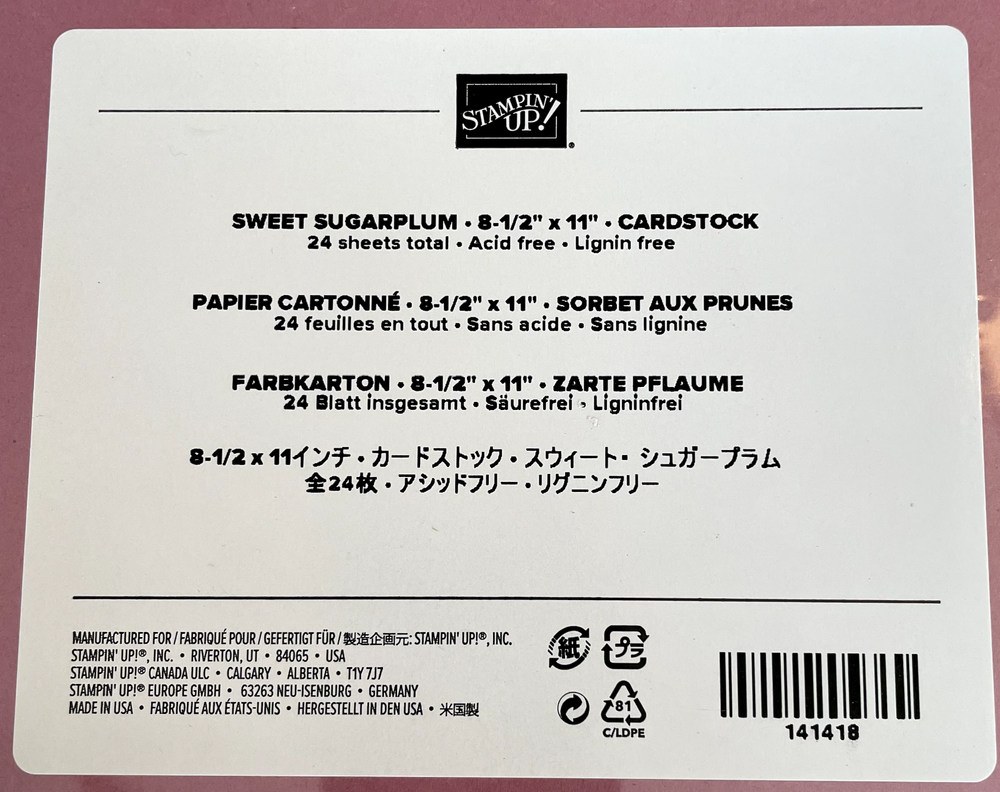 STAMPIN' UP!®
SWEET SUGARPLUM • 8-1/2" x 11" • CARDSTOCK
24 sheets total • Acid free • Lignin free
PAPIER CARTONNÉ • 8-1/2" x 11" • SORBET AUX PRUNES
24 feuilles en tout • Sans acide • Sans lignine
FARBKARTON • 8-1/2" x 11" • ZARTE PFLAUME
24 Blatt insgesamt • Säurefrei • Ligninfrei
8-1/2 x 11インチ・カードストック・スウィート・シュガープラム
全24枚・アシッドフリー・リグニンフリー
MANUFACTURED FOR / FABRIQUÉ POUR / GEFERTIGT FÜR / 製造企画元: STAMPIN' UP!®, INC.
STAMPIN' UP!®, INC. • RIVERTON, UT • 84065 • USA
STAMPIN' UP!® CANADA ULC • CALGARY • ALBERTA • T1Y 7J7
STAMPIN' UP!® EUROPE GMBH • 63263 NEU-ISENBURG • GERMANY
MADE IN USA • FABRIQUÉ AUX ÉTATS-UNIS • HERGESTELLT IN DEN USA • 米国製
紙 プラ
81
C/LDPE
141418